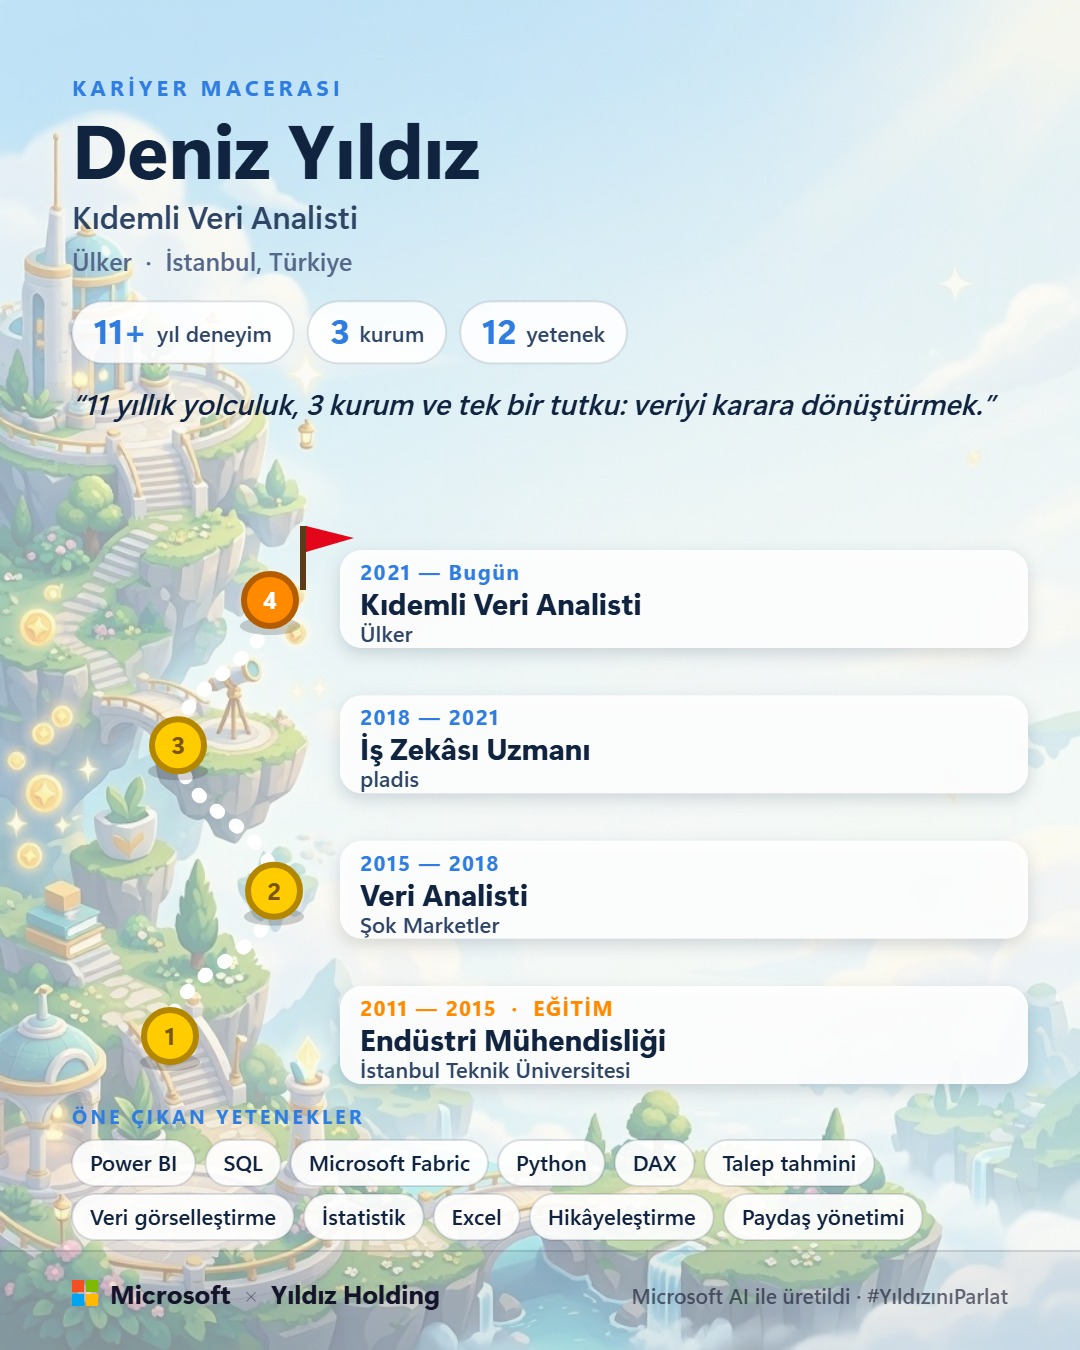 KARİYER MACERASI
Deniz Yıldız
Kıdemli Veri Analisti
Ülker · İstanbul, Türkiye
11+ yıl deneyim 3 kurum 12 yetenek
“11 yıllık yolculuk, 3 kurum ve tek bir tutku: veriyi karara dönüştürmek.”
4
2021 — Bugün
Kıdemli Veri Analisti
Ülker
3
2018 — 2021
İş Zekâsı Uzmanı
pladis
2
2015 — 2018
Veri Analisti
Şok Marketler
1
2011 — 2015 · EĞİTİM
Endüstri Mühendisliği
İstanbul Teknik Üniversitesi
ÖNE ÇIKAN YETENEKLER
Power BI SQL Microsoft Fabric Python DAX Talep tahmini
Veri görselleştirme İstatistik Excel Hikâyeleştirme Paydaş yönetimi
Microsoft × Yıldız Holding
Microsoft AI ile üretildi · #YıldızınıParlat